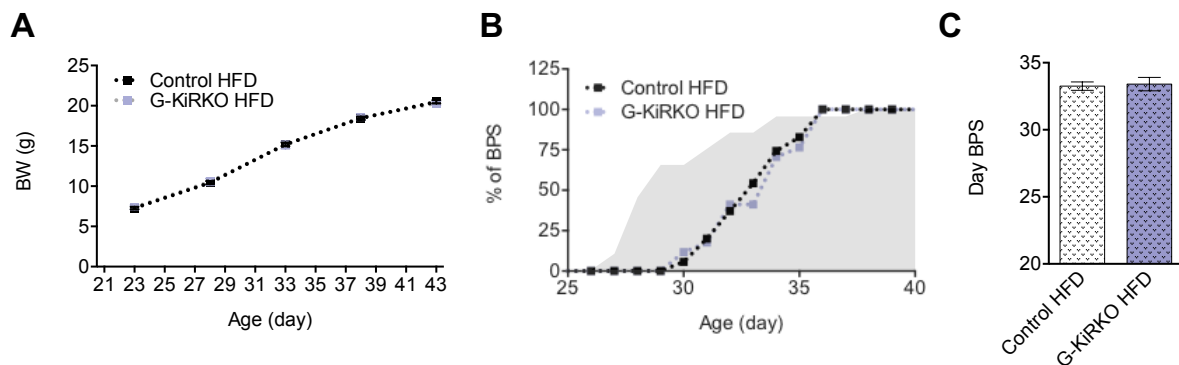 A
25
20
15
10
5
0
BW (g)
Control HFD
G-KiRKO HFD
21 23 25 27 29 31 33 35 37 39 41 43
Age (day)
B
125
100
75
50
25
0
% of BPS
Control HFD
G-KiRKO HFD
25 30 35 40
Age (day)
C
35
30
25
20
Day BPS
Control HFD
G-KiRKO HFD